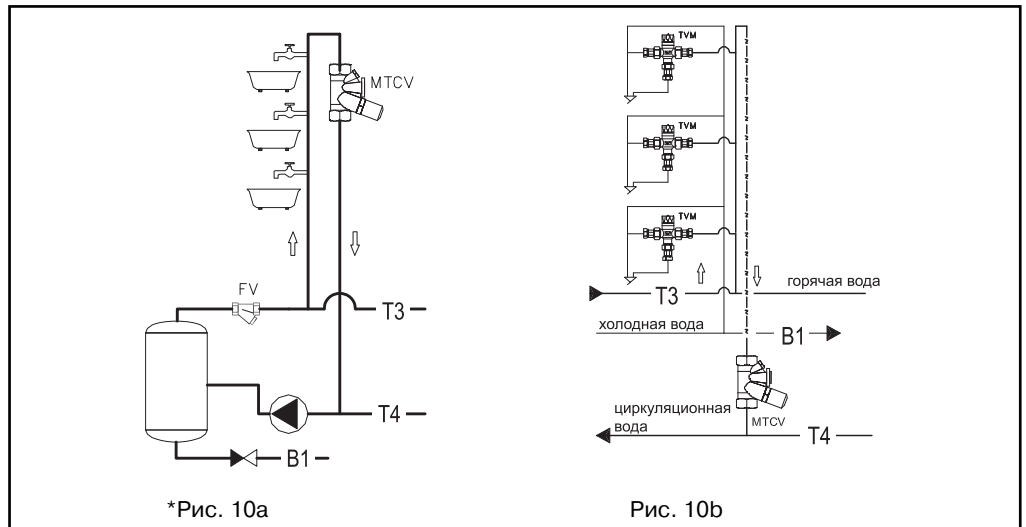 MTCV
FV
T3
T4
B1
*Рис. 10a
TVM
TVM
TVM
T3
горячая вода
холодная вода
B1
циркуляционная
вода
MTCV
T4
Рис. 10b